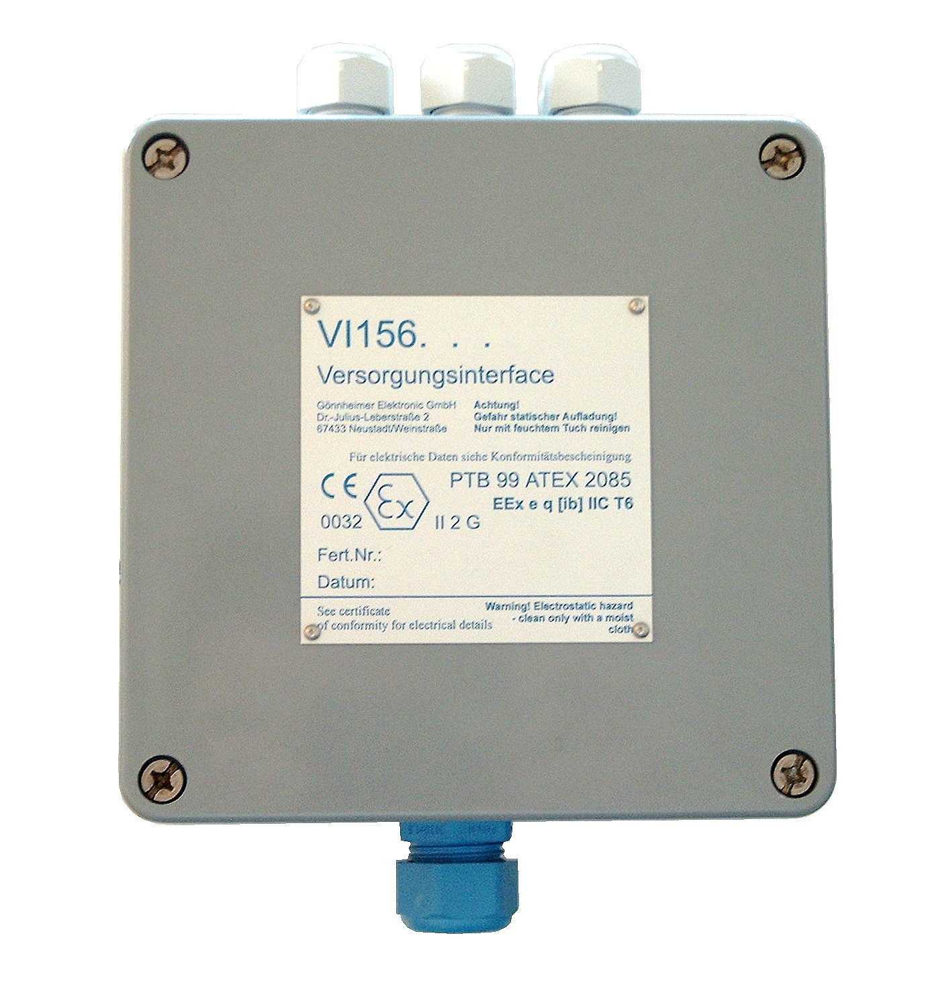 VI156. . .
Versorgungsinterface
Gönnheimer Elektronic GmbH
Dr.-Julius-Leberstraße 2
67433 Neustadt/Weinstraße
Achtung!
Gefahr statischer Aufladung!
Nur mit feuchtem Tuch reinigen
Für elektrische Daten siehe Konformitätsbescheinigung
CE Ex PTB 99 ATEX 2085
EEx e q [ib] IIC T6
0032 II 2 G
Fert.Nr.:
Datum:
See certificate
of conformity for electrical details
Warning! Electrostatic hazard
- clean only with a moist
cloth